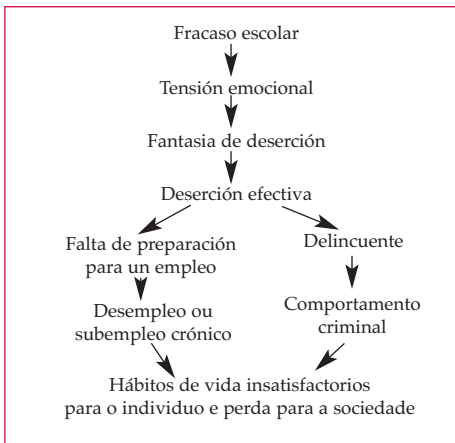 Fracaso escolar
Tensión emocional
Fantasia de deserción
Deserción efectiva
Falta de preparación
para un empleo
Delincuente
Desempleo ou
subempleo crónico
Comportamento
criminal
Hábitos de vida insatisfactorios
para o individuo e perda para a sociedade